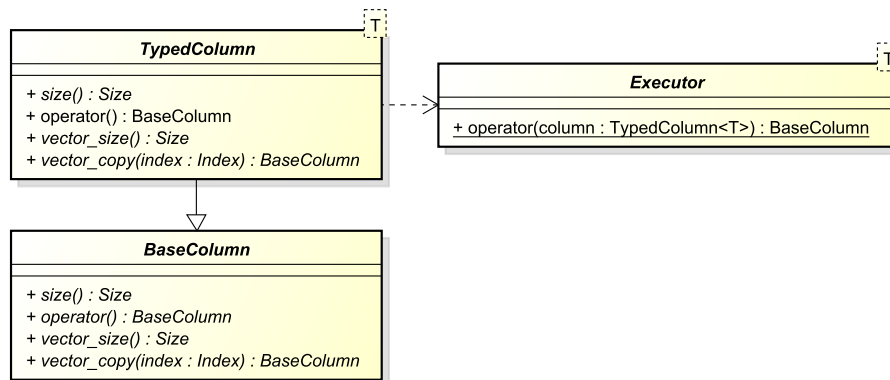 T
TypedColumn
+ size() : Size
+ operator() : BaseColumn
+ vector_size() : Size
+ vector_copy(index : Index) : BaseColumn
T
Executor
+ operator(column : TypedColumn<T>) : BaseColumn
BaseColumn
+ size() : Size
+ operator() : BaseColumn
+ vector_size() : Size
+ vector_copy(index : Index) : BaseColumn